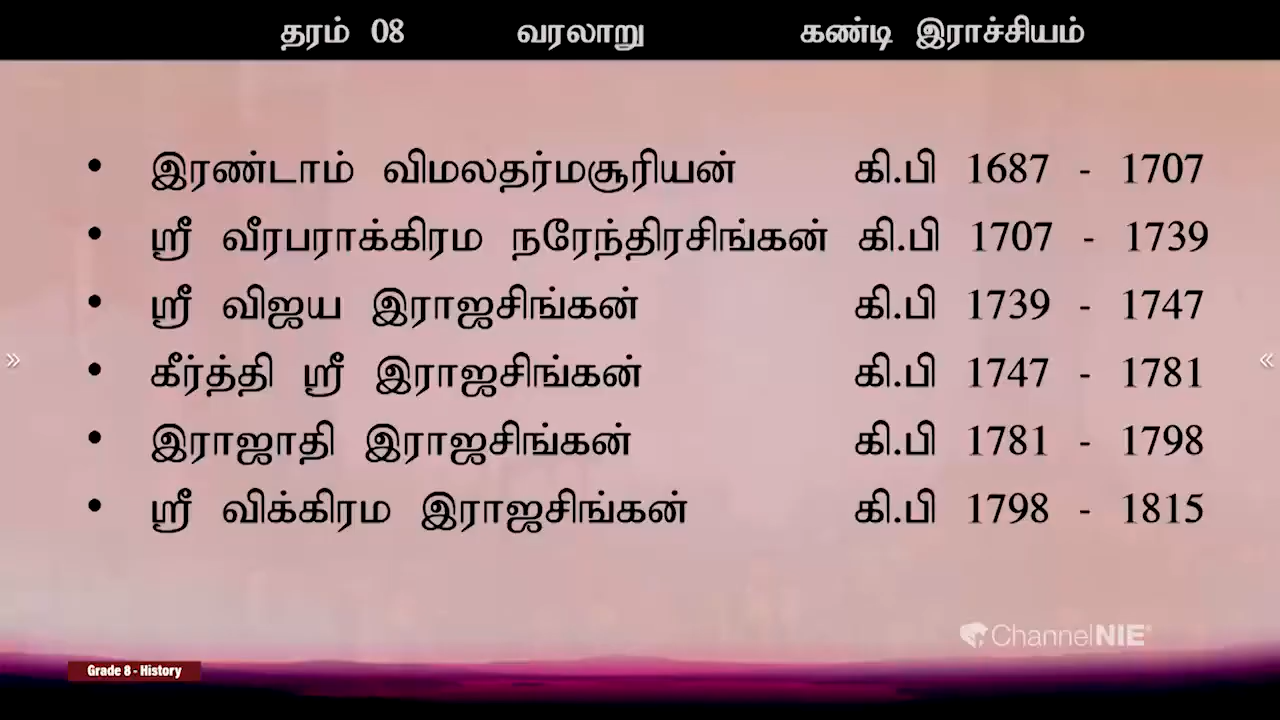 தரம் 08 வரலாறு கண்டி இராச்சியம்
• இரண்டாம் விமலதர்மசூரியன் கி.பி 1687 - 1707
• ஸ்ரீ வீரபராக்கிரம நரேந்திரசிங்கன் கி.பி 1707 - 1739
• ஸ்ரீ விஜய இராஜசிங்கன் கி.பி 1739 - 1747
• கீர்த்தி ஸ்ரீ இராஜசிங்கன் கி.பி 1747 - 1781
• இராஜாதி இராஜசிங்கன் கி.பி 1781 - 1798
• ஸ்ரீ விக்கிரம இராஜசிங்கன் கி.பி 1798 - 1815
ChannelNIE
Grade 8 - History